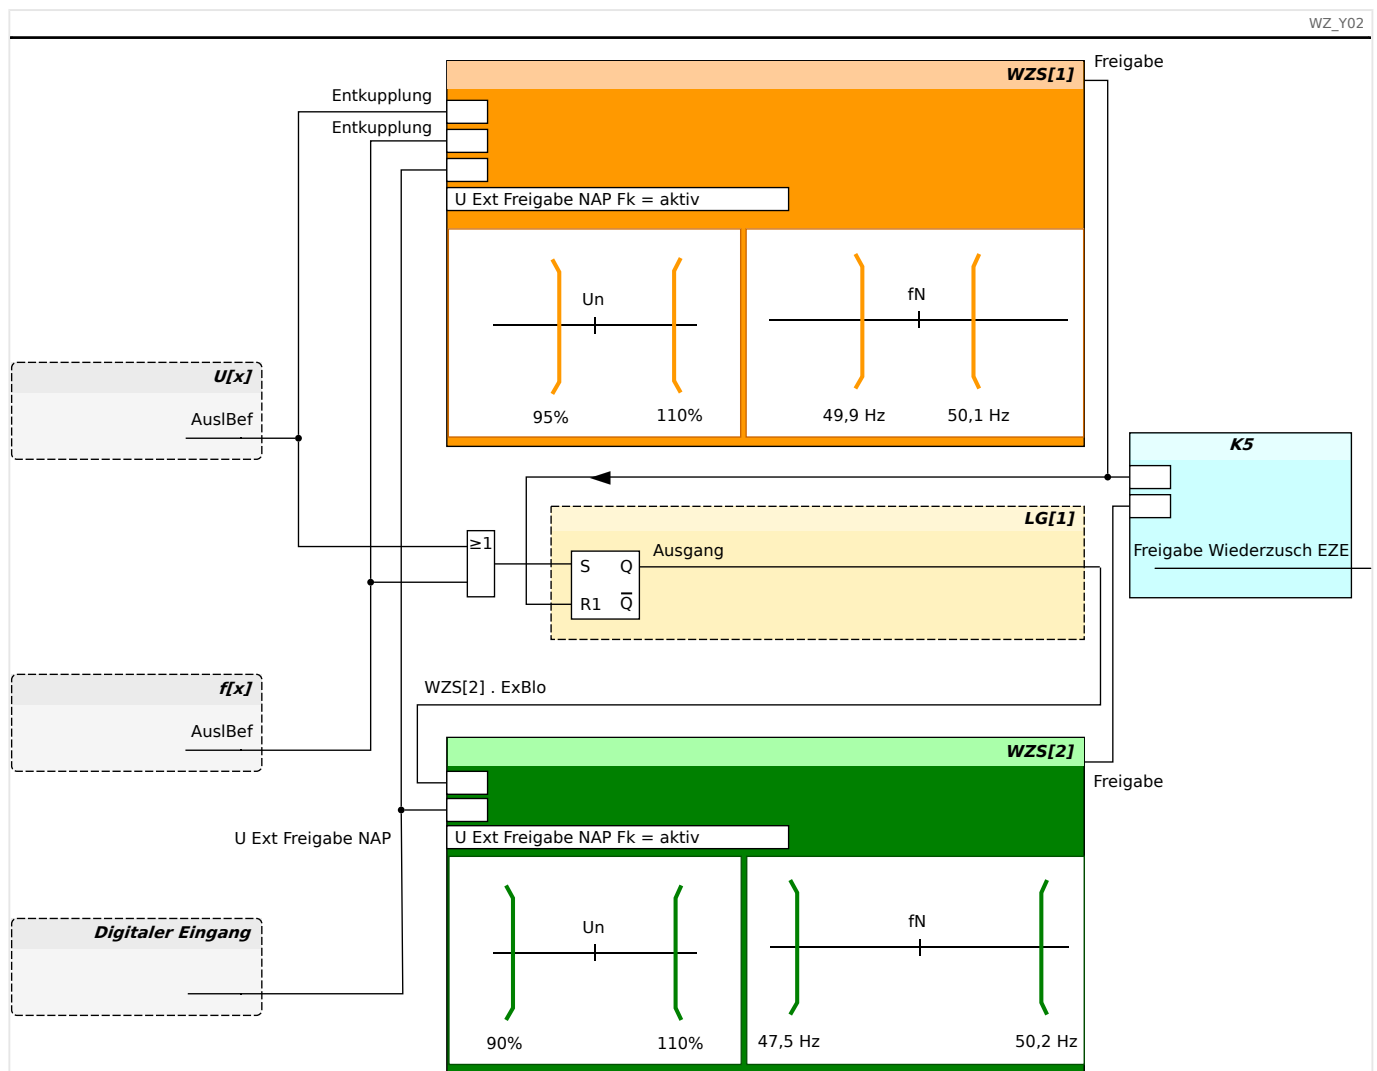 WZ_Y02
WZS[1]
Freigabe
Entkupplung
Entkupplung
U Ext Freigabe NAP Fk = aktiv
Un
fN
95%
110%
49,9 Hz
50,1 Hz
U[x]
AuslBef
K5
Freigabe Wiederzusch EZE
LG[1]
≥1
Ausgang
S Q
R1 Q̅
f[x]
AuslBef
WZS[2] . ExBlo
WZS[2]
Freigabe
U Ext Freigabe NAP
U Ext Freigabe NAP Fk = aktiv
Digitaler Eingang
Un
fN
90%
110%
47,5 Hz
50,2 Hz